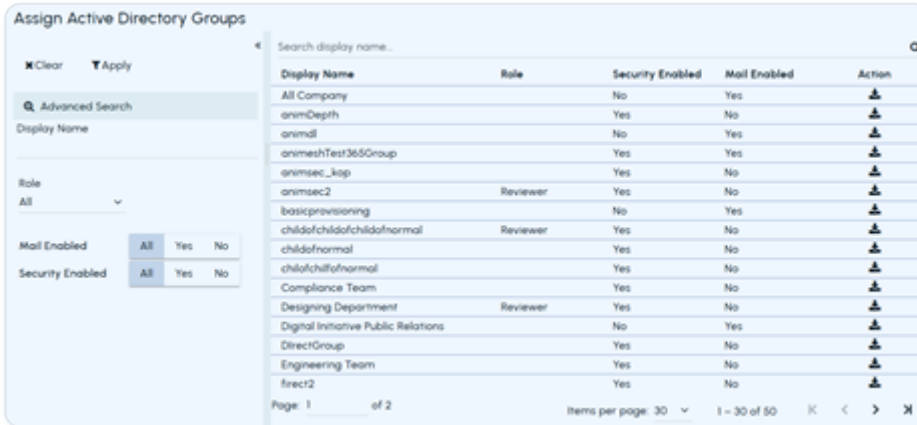 Assign Active Directory Groups
Clear Apply
Advanced Search
Display Name
Role
All
Mail Enabled All Yes No
Security Enabled All Yes No
Search display name...
Display Name Role Security Enabled Mail Enabled Action
All Company No Yes
animDepth Yes No
animdl No Yes
animeshTest365Group Yes Yes
animsec_kap Yes No
animsec2 Reviewer Yes No
basicprovisioning No Yes
childofchildofchildofnormal Reviewer Yes No
childofnormal Yes No
chilofchilfofnormal Yes No
Compliance Team Yes No
Designing Department Reviewer Yes No
Digital Initiative Public Relations No Yes
DIrectGroup Yes No
Engineering Team Yes No
firect2 Yes No
Page: 1 of 2
Items per page: 30 1 – 30 of 50